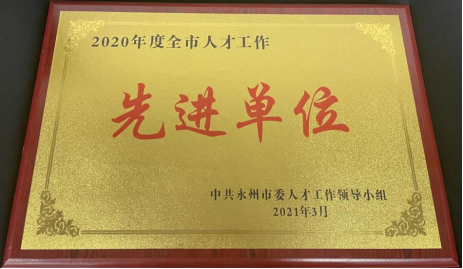 2020年度全市人才工作
先进单位
中共永州市委人才工作领导小组
2021年3月